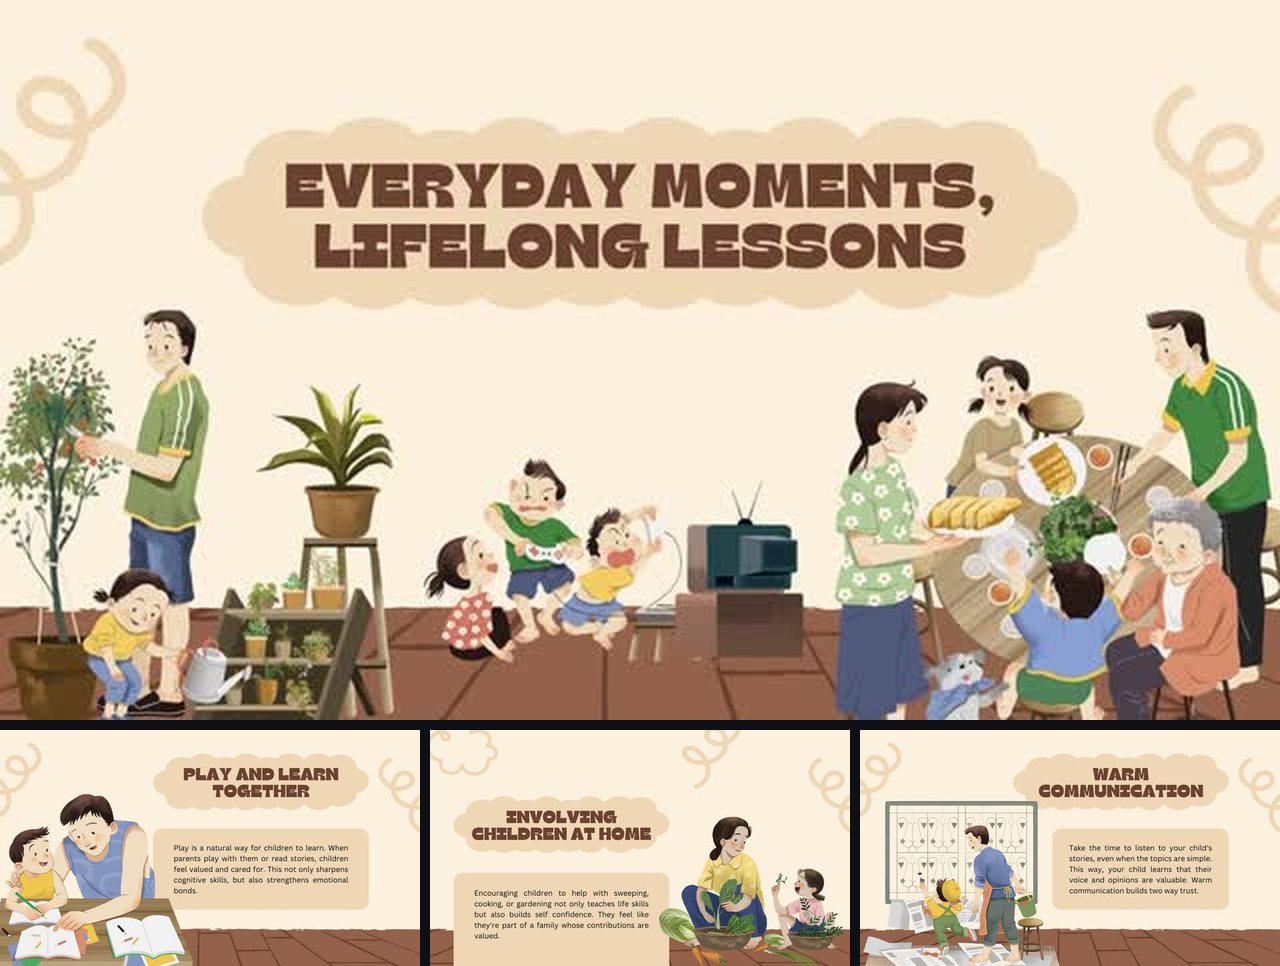 EVERYDAY MOMENTS,
LIFELONG LESSONS
PLAY AND LEARN
TOGETHER
Play is a natural way for children to learn. When
parents play with them or read stories, children
feel valued and cared for. This not only sharpens
cognitive skills, but also strengthens emotional
bonds.
INVOLVING
CHILDREN AT HOME
Encouraging children to help with sweeping,
cooking, or gardening not only teaches life skills
but also builds self confidence. They feel like
they're part of a family whose contributions are
valued.
WARM
COMMUNICATION
Take the time to listen to your child's
stories, even when the topics are simple.
This way, your child learns that their
voice and opinions are valuable. Warm
communication builds two way trust.